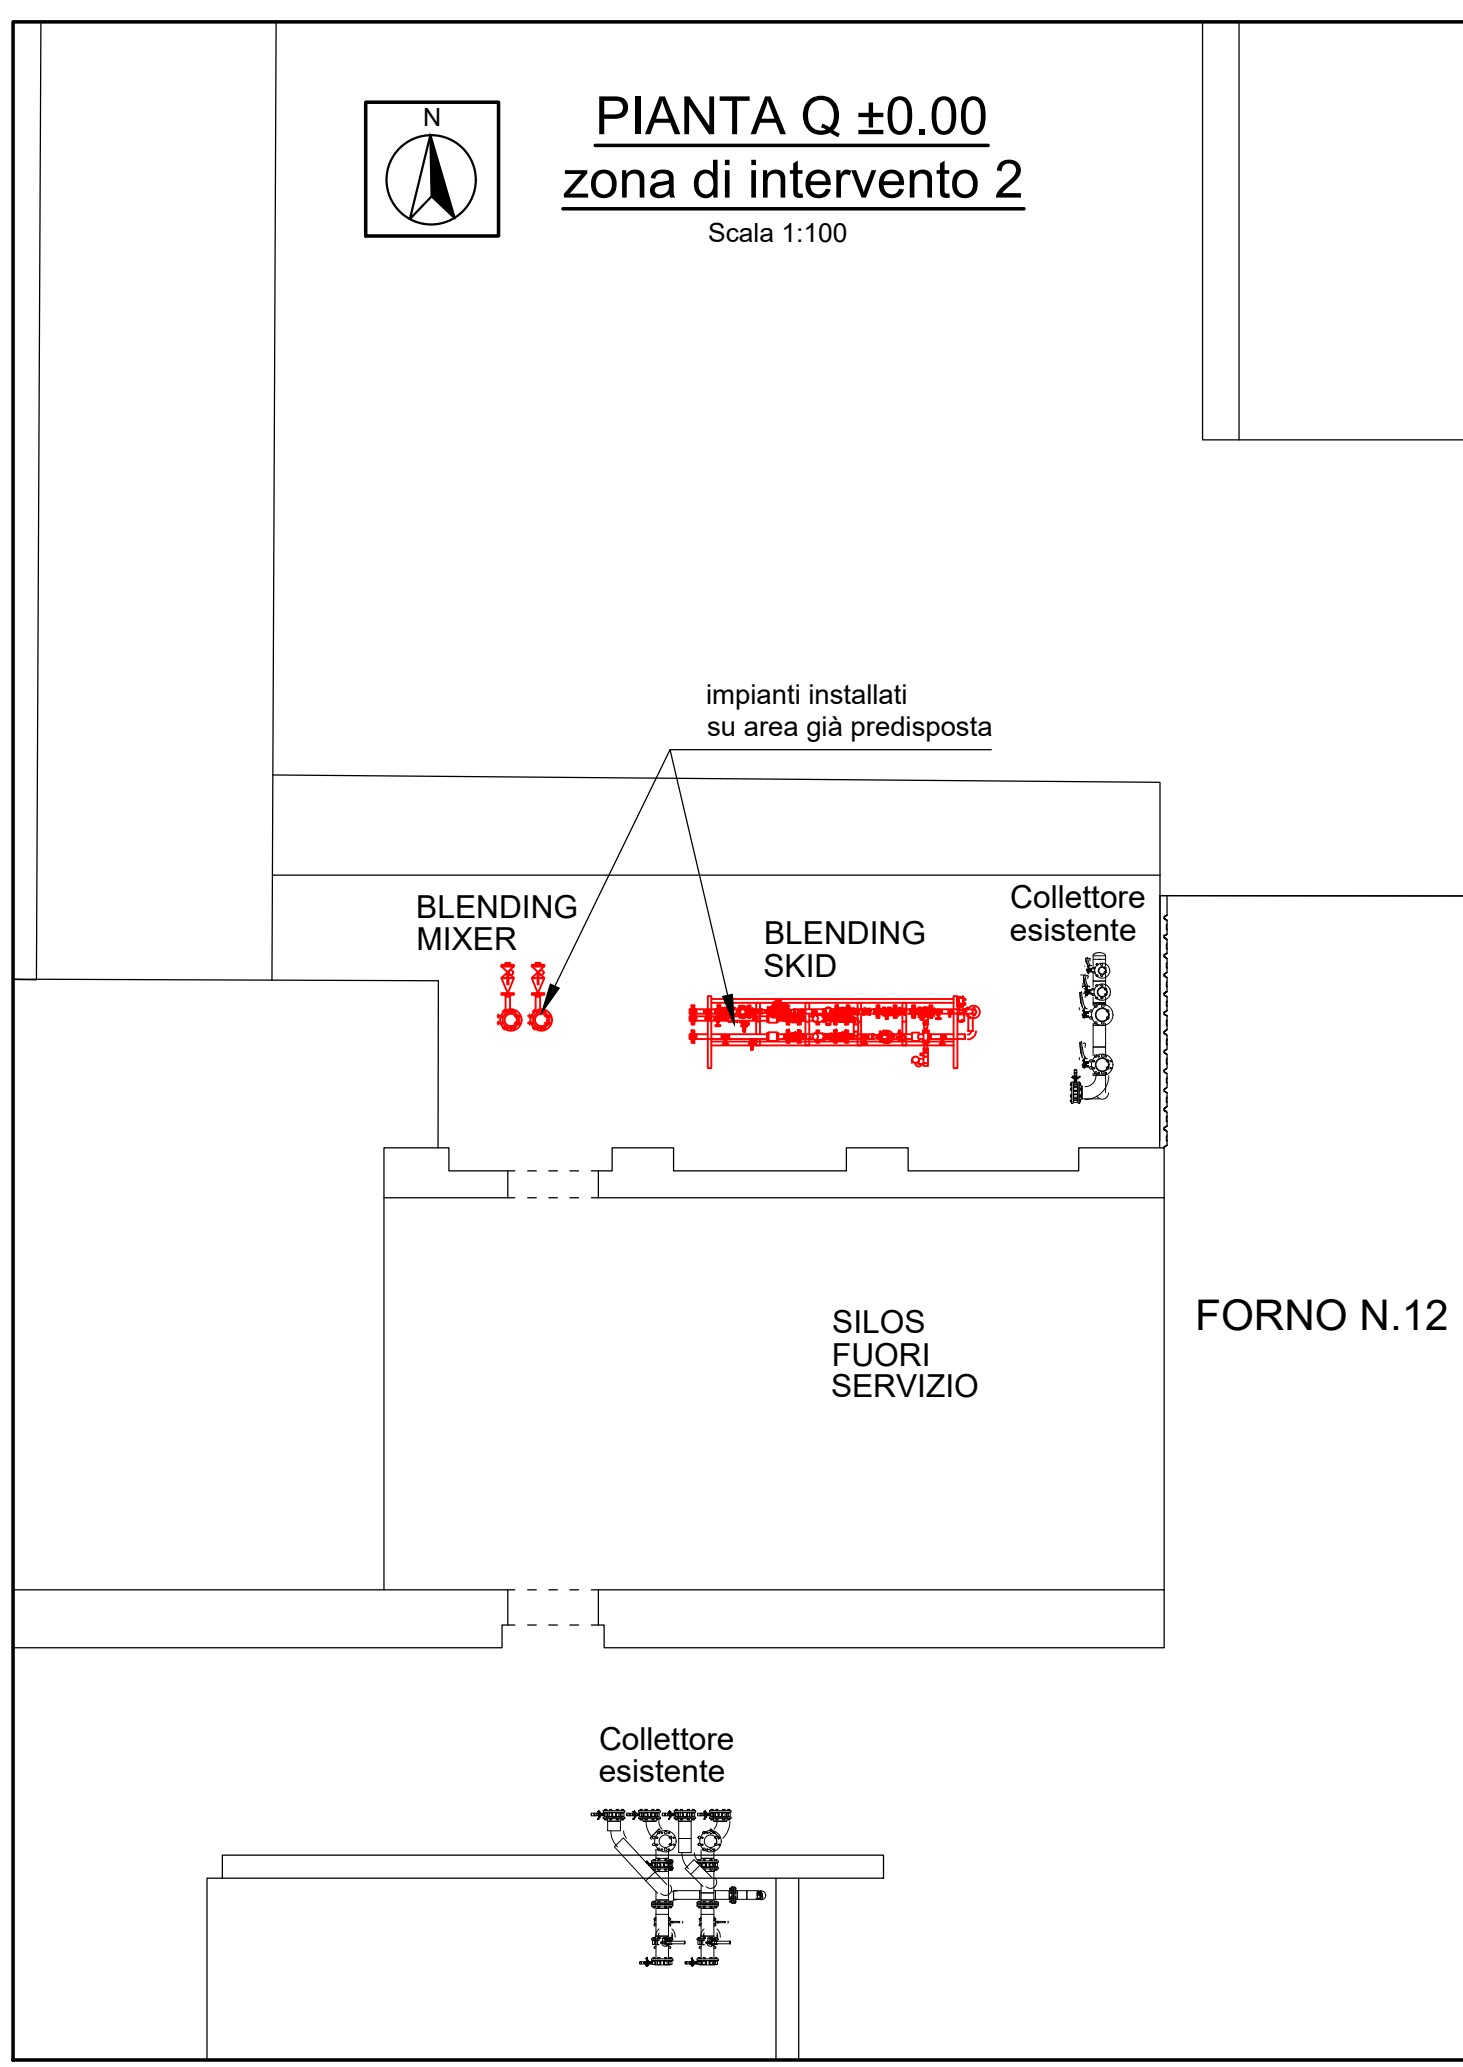 N
PIANTA Q ±0.00
zona di intervento 2
Scala 1:100
impianti installati
su area già predisposta
BLENDING
MIXER
BLENDING
SKID
Collettore
esistente
SILOS
FUORI
SERVIZIO
FORNO N.12
Collettore
esistente